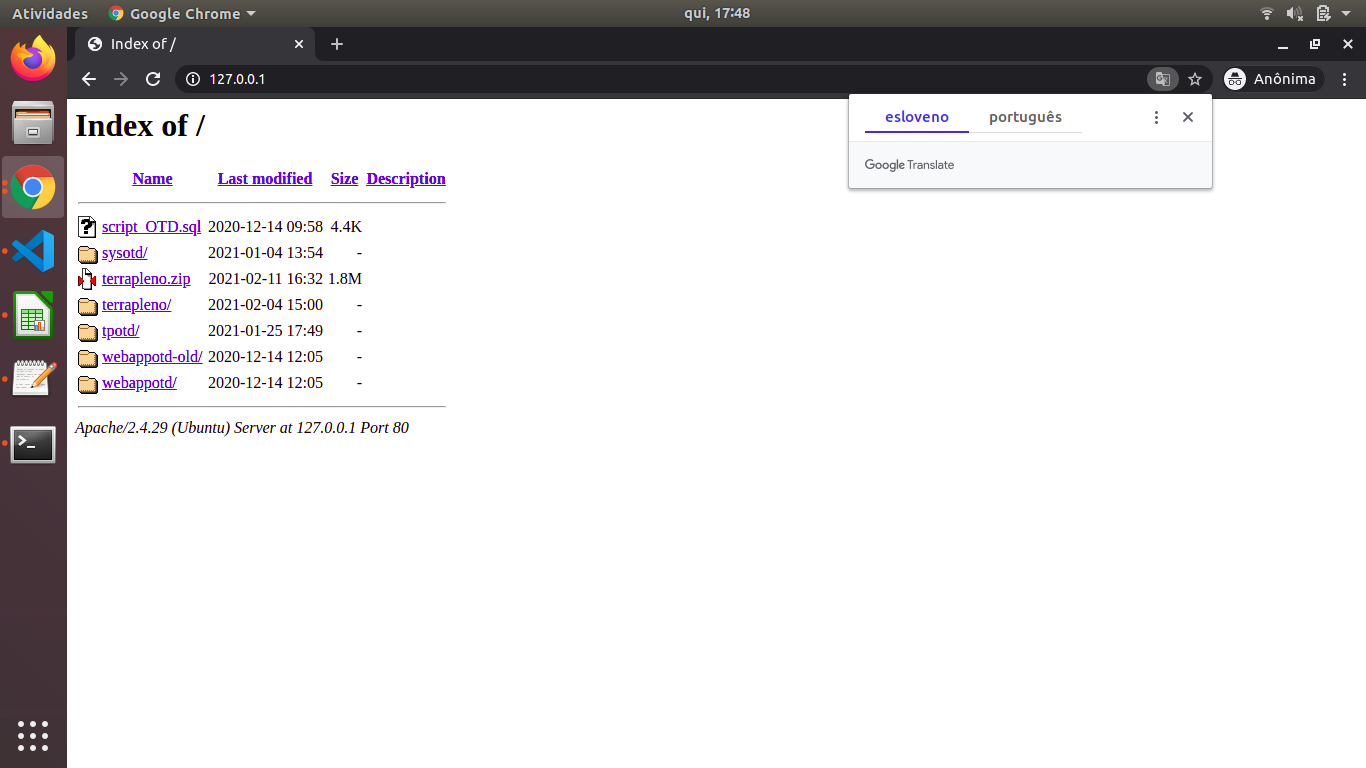 Atividades Google Chrome qui, 17:48
Index of /
127.0.0.1 Anônima
esloveno português
Google Translate
Index of /
Name Last modified Size Description
script_OTD.sql 2020-12-14 09:58 4.4K
sysotd/ 2021-01-04 13:54 -
terrapleno.zip 2021-02-11 16:32 1.8M
terrapleno/ 2021-02-04 15:00 -
tpotd/ 2021-01-25 17:49 -
webappotd-old/ 2020-12-14 12:05 -
webappotd/ 2020-12-14 12:05 -
Apache/2.4.29 (Ubuntu) Server at 127.0.0.1 Port 80